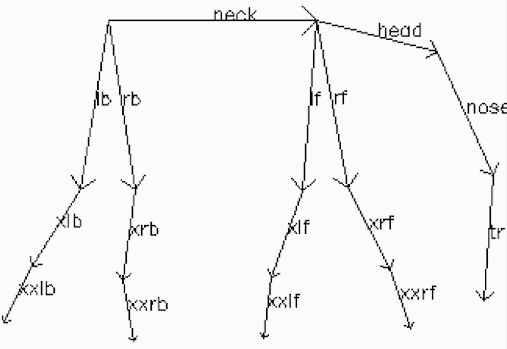 neck
head
lb rb lf rf
nose
xlb xrb xlf xrf tr
xxlb xxrb xxlf xxrf